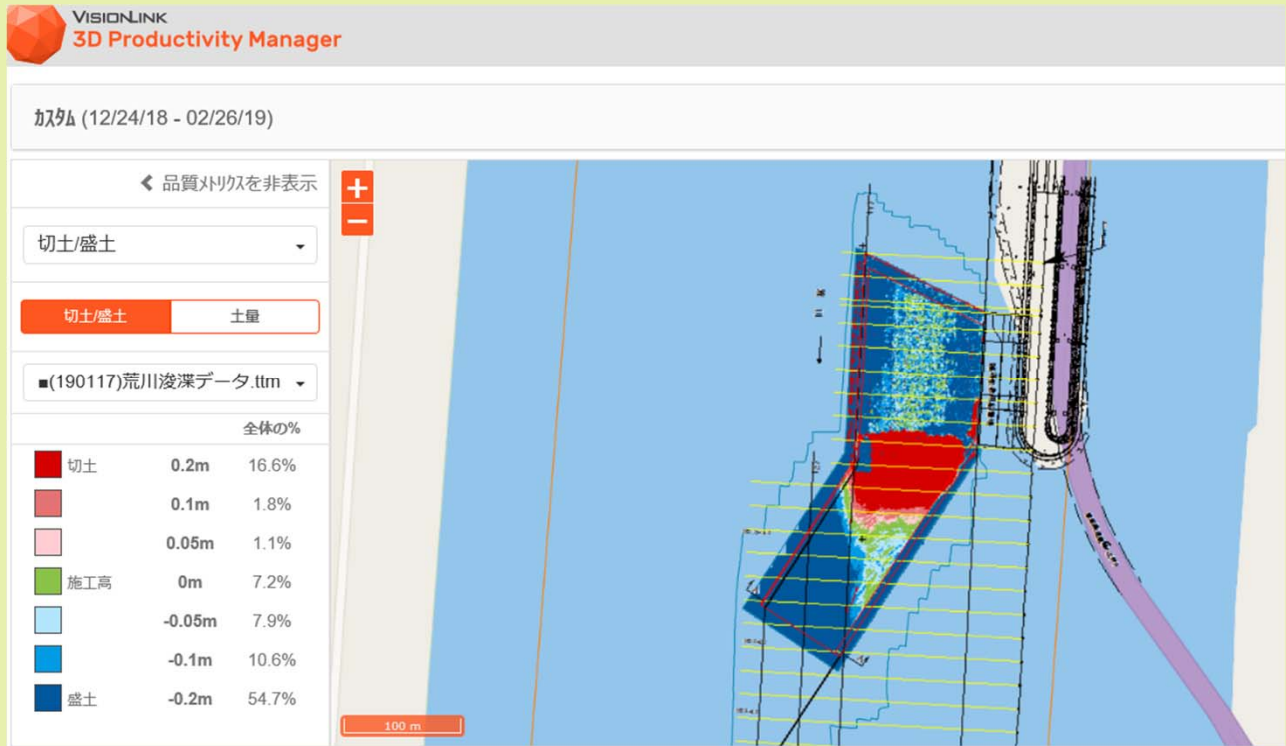 VISIONLINK
3D Productivity Manager
ｶｽﾀﾑ (12/24/18 - 02/26/19)
品質ﾒﾄﾘｸｽを非表示
切土/盛土
切土/盛土 土量
■(190117)荒川浚渫データ.ttm
全体の%
切土 0.2m 16.6%
0.1m 1.8%
0.05m 1.1%
施工高 0m 7.2%
-0.05m 7.9%
-0.1m 10.6%
盛土 -0.2m 54.7%
+
−
100 m